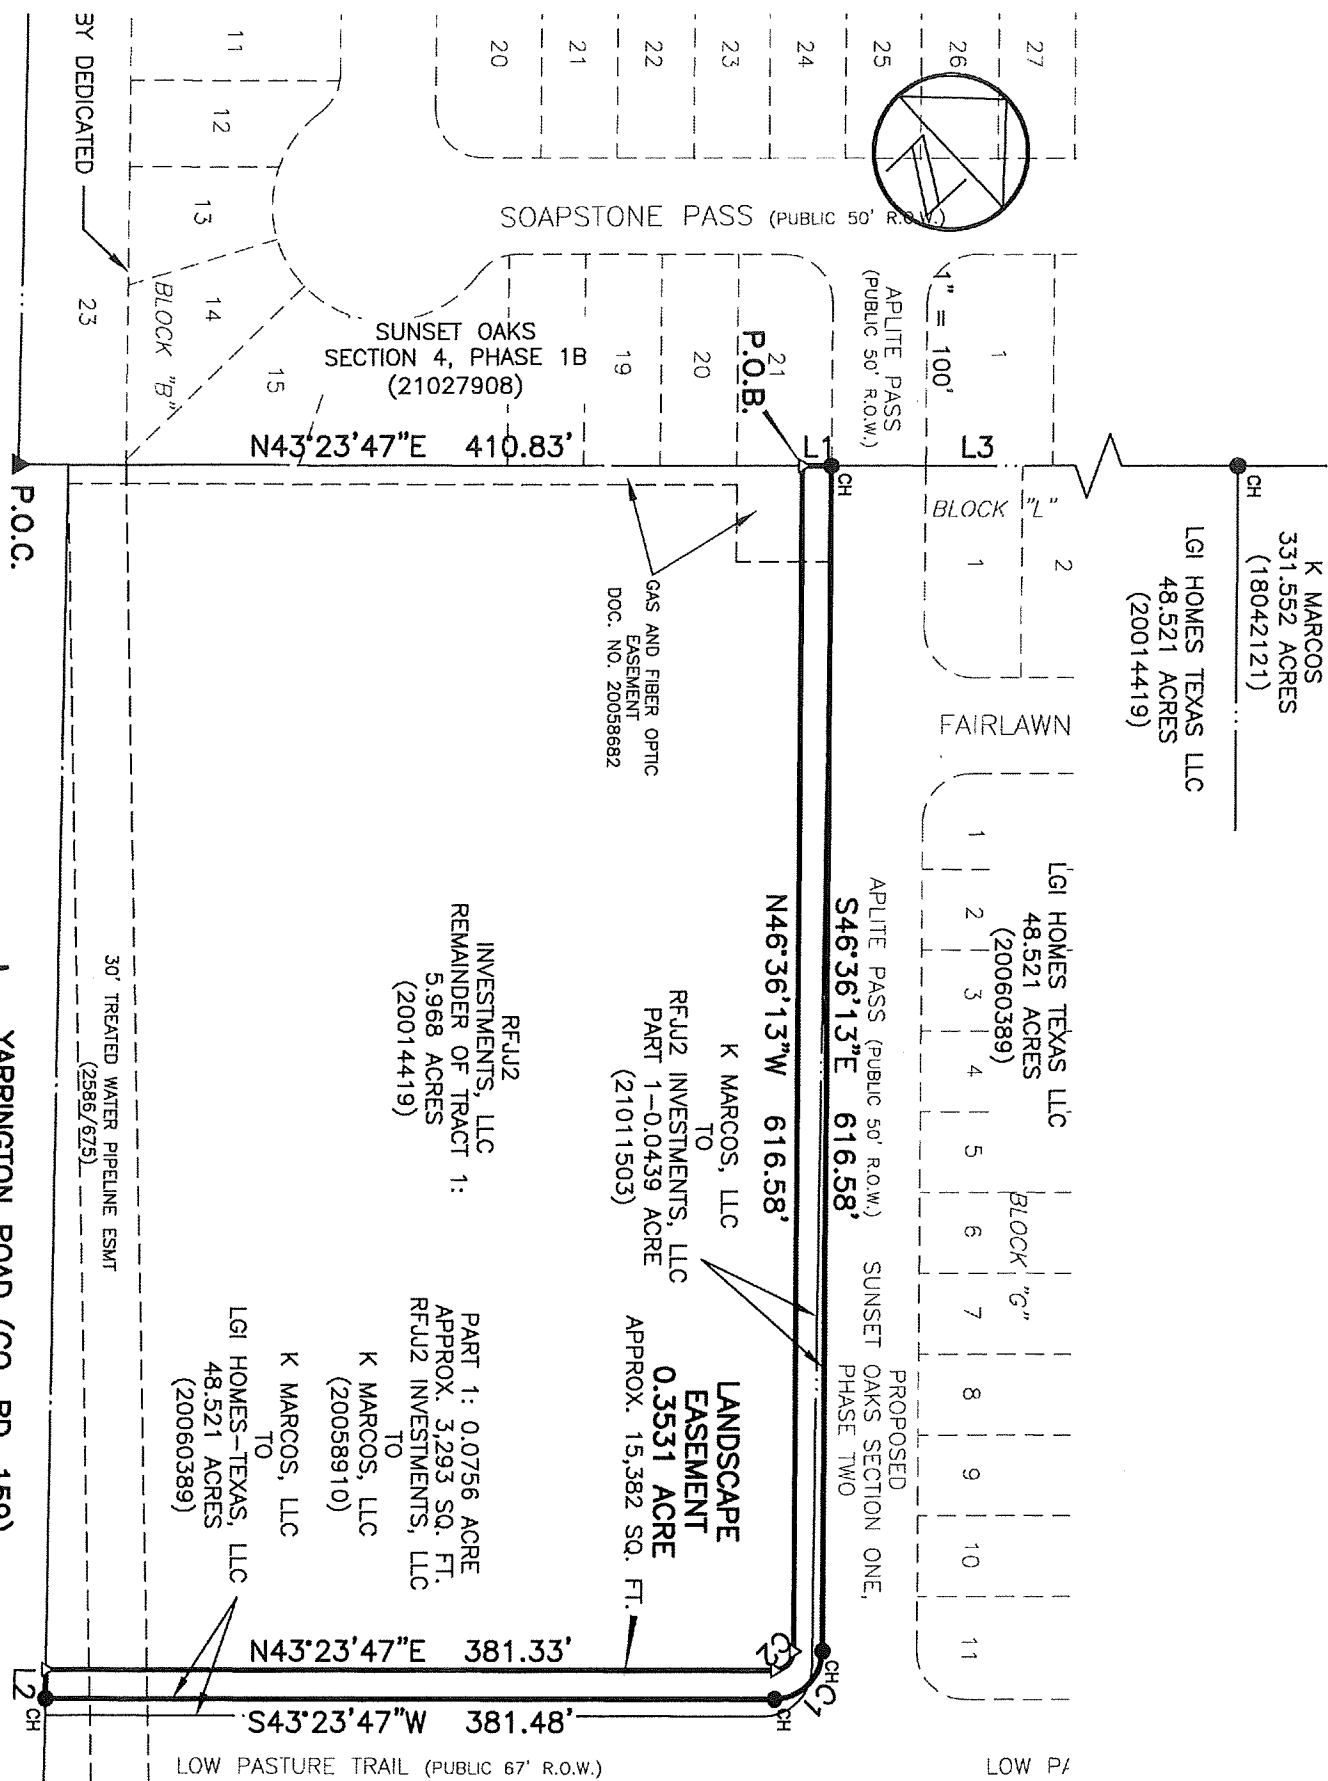 K MARCOS
331.552 ACRES
(18042121)
LGI HOMES TEXAS LLC
48.521 ACRES
(20014419)
CH
27
26
25
24
23
22
21
20
11
12
13
14
15
23
BLOCK "B"
BY DEDICATED
SOAPSTONE PASS (PUBLIC 50' R.O.W.)
1" = 100'
APLITE PASS
(PUBLIC 50' R.O.W.)
1
SUNSET OAKS
SECTION 4, PHASE 1B
(21027908)
19
20
21
P.O.B.
N43°23'47"E 410.83'
L1
CH
L3
P.O.C.
BLOCK "L"
1
2
FAIRLAWN
GAS AND FIBER OPTIC
EASEMENT
DOC. NO. 20058682
LGI HOMES TEXAS LLC
48.521 ACRES
(20060389)
1
2
3
4
5
6
7
8
9
10
11
BLOCK "G"
APLITE PASS (PUBLIC 50' R.O.W.)
S46°36'13"E 616.58'
N46°36'13"W 616.58'
PROPOSED
SUNSET OAKS SECTION ONE,
PHASE TWO
K MARCOS, LLC
TO
RFJJ2 INVESTMENTS, LLC
PART 1-0.0439 ACRE
(21011503)
RFJJ2
INVESTMENTS, LLC
REMAINDER OF TRACT 1:
5.968 ACRES
(20014419)
30' TREATED WATER PIPELINE ESMT
(2586/675)
LANDSCAPE
EASEMENT
0.3531 ACRE
APPROX. 15,382 SQ. FT.
PART 1: 0.0756 ACRE
APPROX. 3,293 SQ. FT.
RFJJ2 INVESTMENTS, LLC
TO
K MARCOS, LLC
(20058910)
K MARCOS, LLC
TO
LGI HOMES-TEXAS, LLC
48.521 ACRES
(20060389)
N43°23'47"E 381.33'
S43°23'47"W 381.48'
CH
C1
CH
L2
CH
LOW PASTURE TRAIL (PUBLIC 67' R.O.W.)
LOW PA
YARRINGTON ROAD (CO. RD. 159)